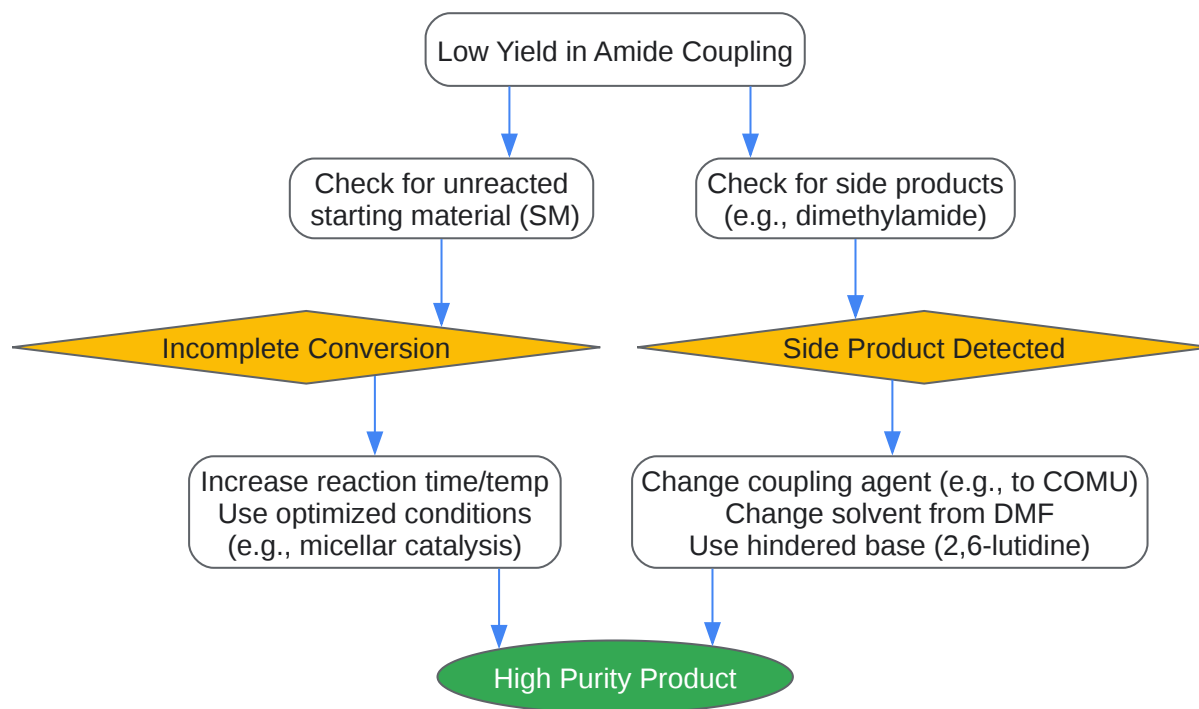 Low Yield in Amide Coupling
Check for unreacted
starting material (SM)
Check for side products
(e.g., dimethylamide)
Incomplete Conversion
Side Product Detected
Increase reaction time/temp
Use optimized conditions
(e.g., micellar catalysis)
Change coupling agent (e.g., to COMU)
Change solvent from DMF
Use hindered base (2,6-lutidine)
High Purity Product